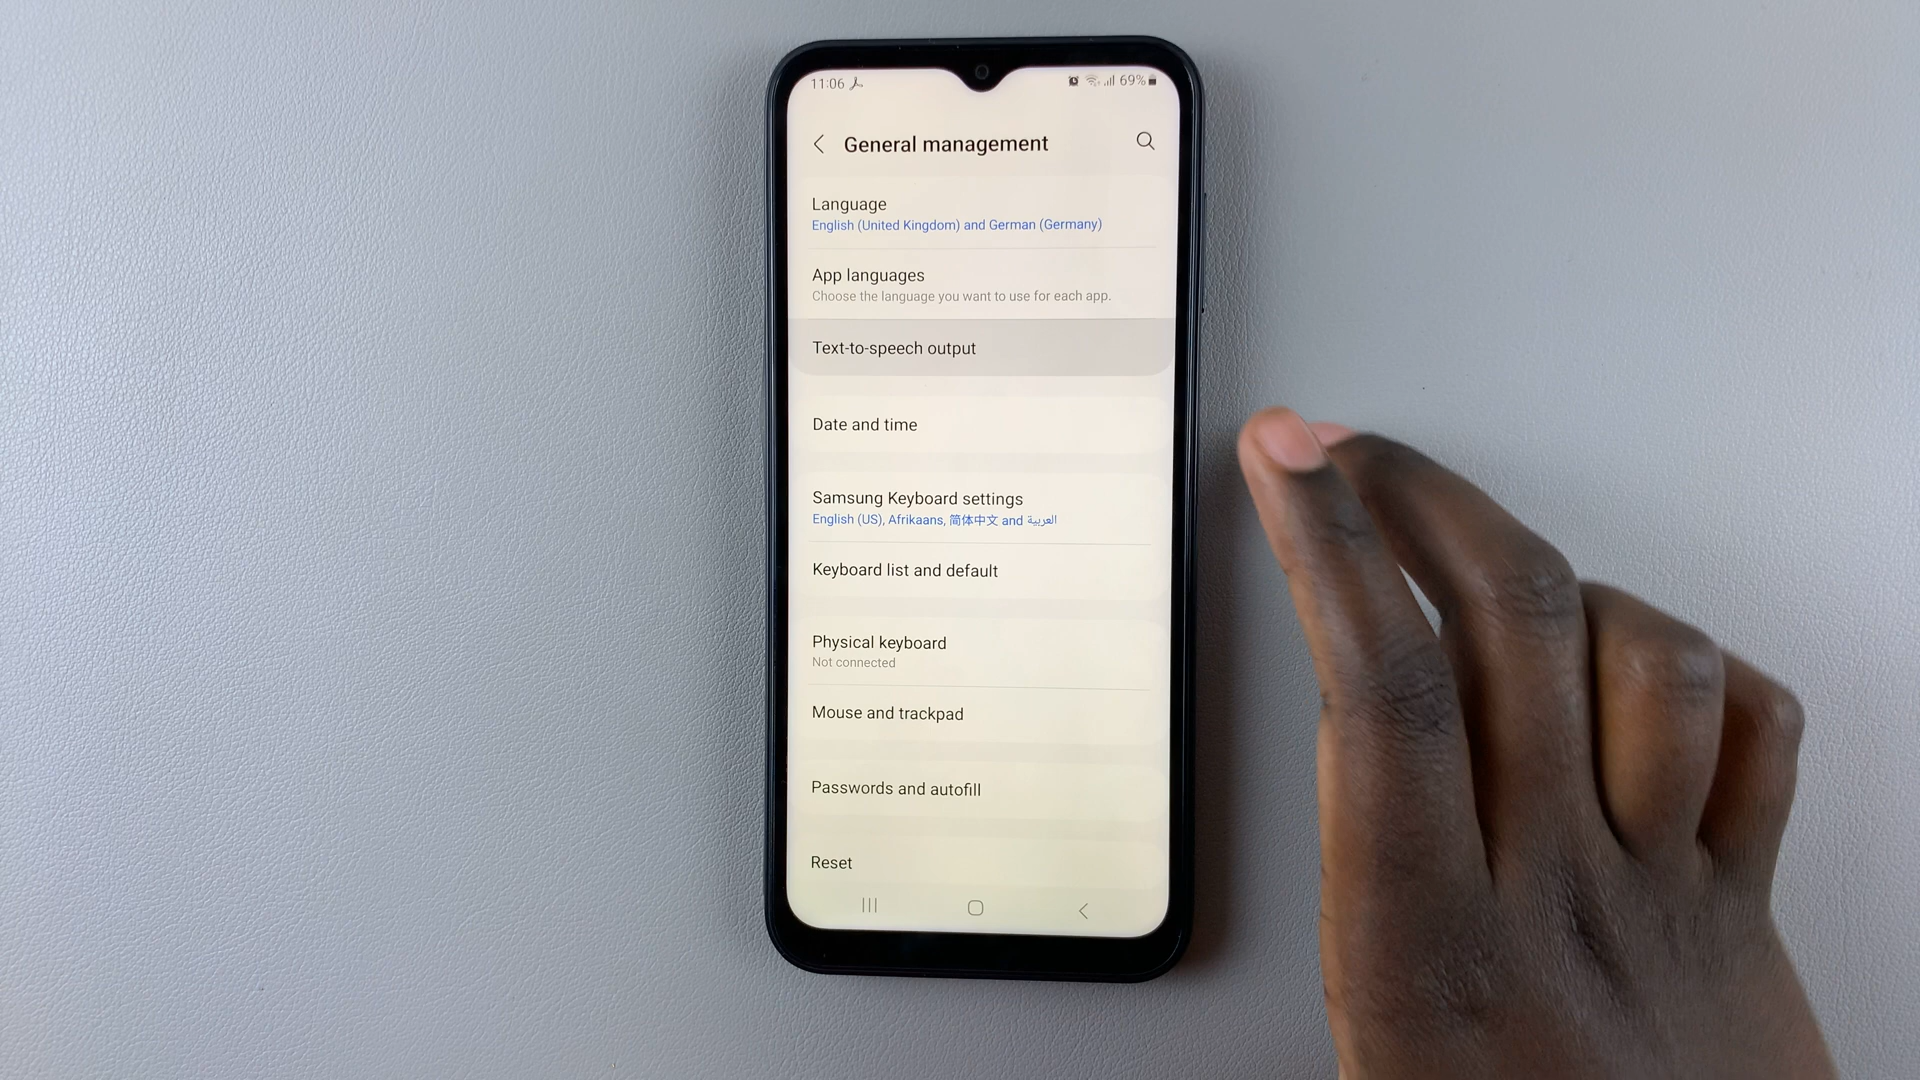 11:06 69%
General management
Language
English (United Kingdom) and German (Germany)
App languages
Choose the language you want to use for each app.
Text-to-speech output
Date and time
Samsung Keyboard settings
English (US), Afrikaans, 简体中文 and العربية
Keyboard list and default
Physical keyboard
Not connected
Mouse and trackpad
Passwords and autofill
Reset